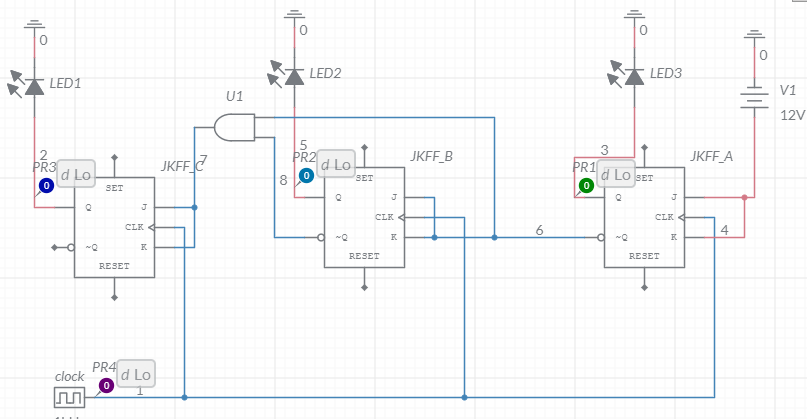 0
0
0
0
LED1
LED2
LED3
V1
12V
U1
2
PR3
0
d Lo
SET
JKFF_C
7
Q
J
CLK
~Q
K
RESET
5
PR2
0
d Lo
SET
JKFF_B
8
Q
J
CLK
~Q
K
RESET
6
3
PR1
0
d Lo
SET
JKFF_A
Q
J
CLK
4
~Q
K
RESET
clock
PR4
0
d Lo
1